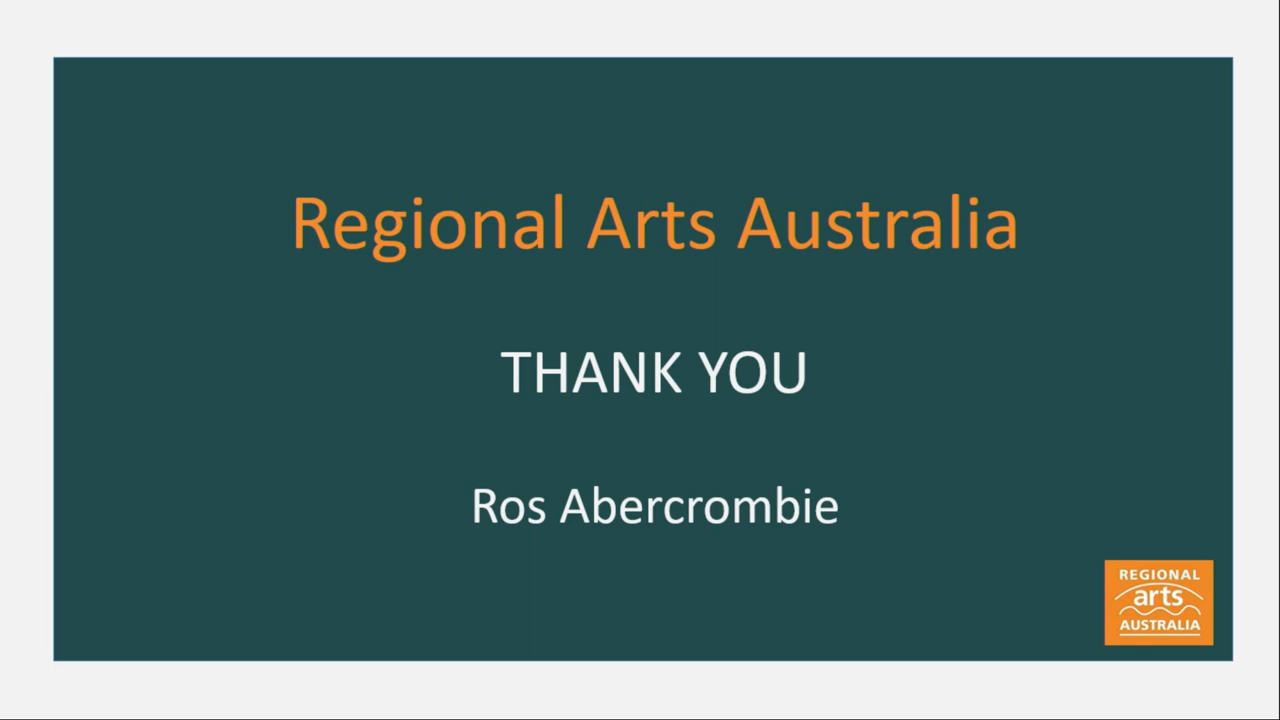 Regional Arts Australia
THANK YOU
Ros Abercrombie
REGIONAL
arts
AUSTRALIA